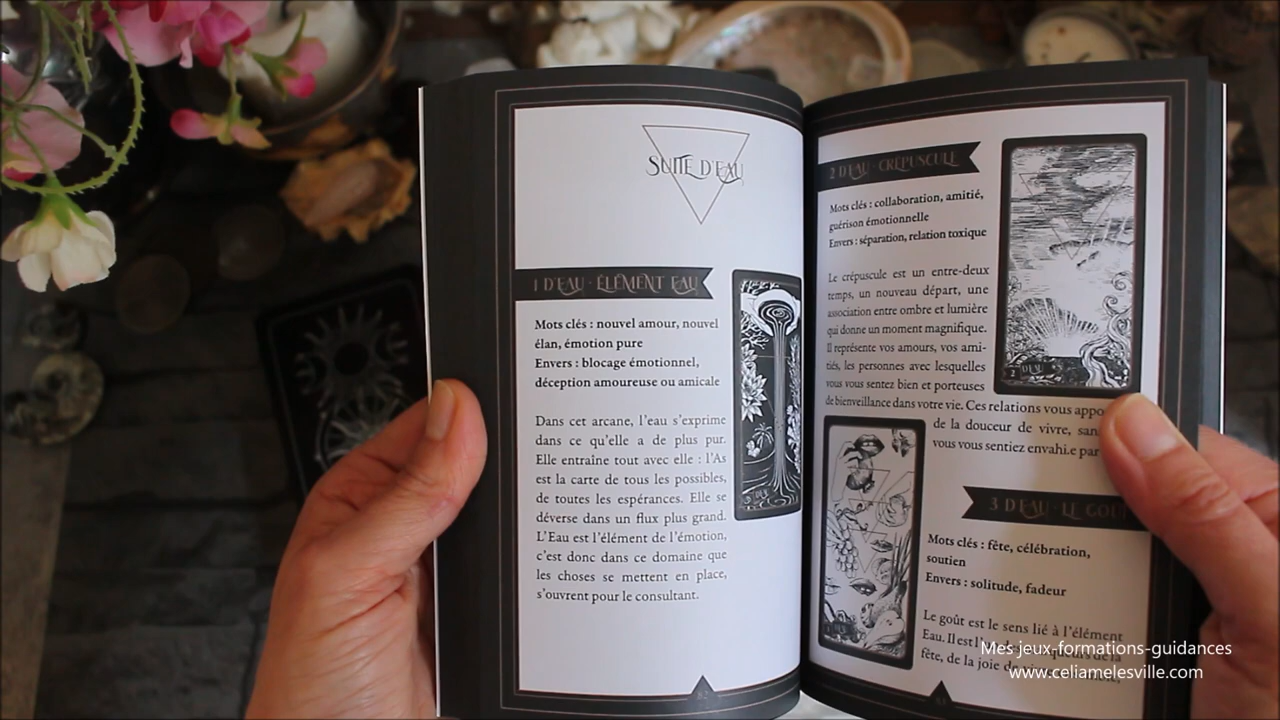 SUITE D'EAU
1 D'EAU · ÉLÉMENT EAU
Mots clés : nouvel amour, nouvel
élan, émotion pure
Envers : blocage émotionnel,
déception amoureuse ou amicale
Dans cet arcane, l'eau s'exprime
dans ce qu'elle a de plus pur.
Elle entraîne tout avec elle : l'As
est la carte de tous les possibles,
de toutes les espérances. Elle se
déverse dans un flux plus grand.
L'Eau est l'élément de l'émotion,
c'est donc dans ce domaine que
les choses se mettent en place,
s'ouvrent pour le consultant.
2 D'EAU · CRÉPUSCULE
Mots clés : collaboration, amitié,
guérison émotionnelle
Envers : séparation, relation toxique
Le crépuscule est un entre-deux
temps, un nouveau départ, une
association entre ombre et lumière
qui donne un moment magnifique.
Il représente vos amours, vos ami-
tiés, les personnes avec lesquelles
vous vous sentez bien et porteuses
de bienveillance dans votre vie. Ces relations vous
de la douceur de vivre,
vous vous sentiez envahi.e par
3 D'EAU · LE
Mots clés : fête, célébration,
soutien
Envers : solitude, fadeur
Le goût est le sens lié à l'élément
Eau. Il est
fête, de la joie de
Mes jeux-formations-guidances
www.celiamelesville.com